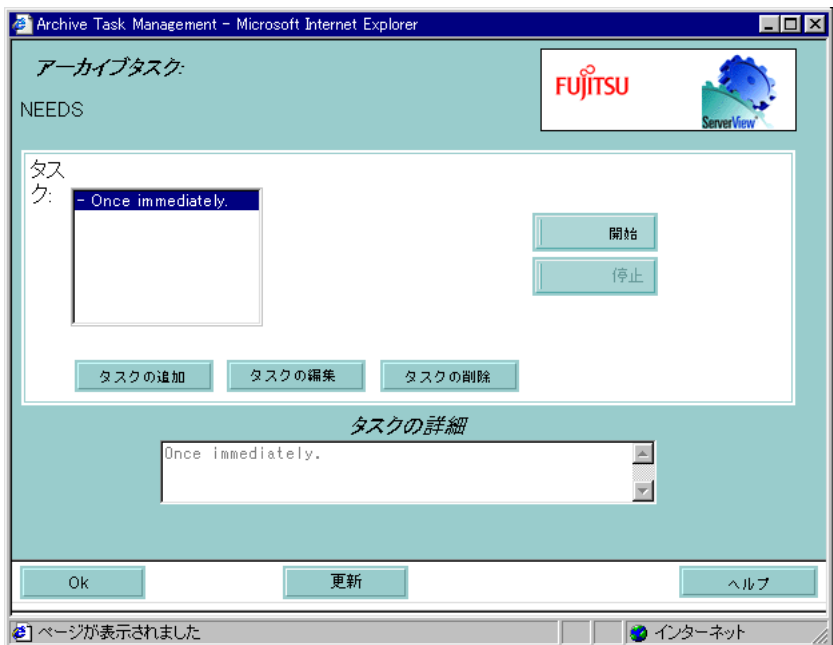 Archive Task Management - Microsoft Internet Explorer
アーカイブタスク:
FUJITSU
ServerView
NEEDS
タス
ク:
- Once immediately.
開始
停止
タスクの追加
タスクの編集
タスクの削除
タスクの詳細
Once immediately.
Ok
更新
ヘルプ
ページが表示されました
インターネット